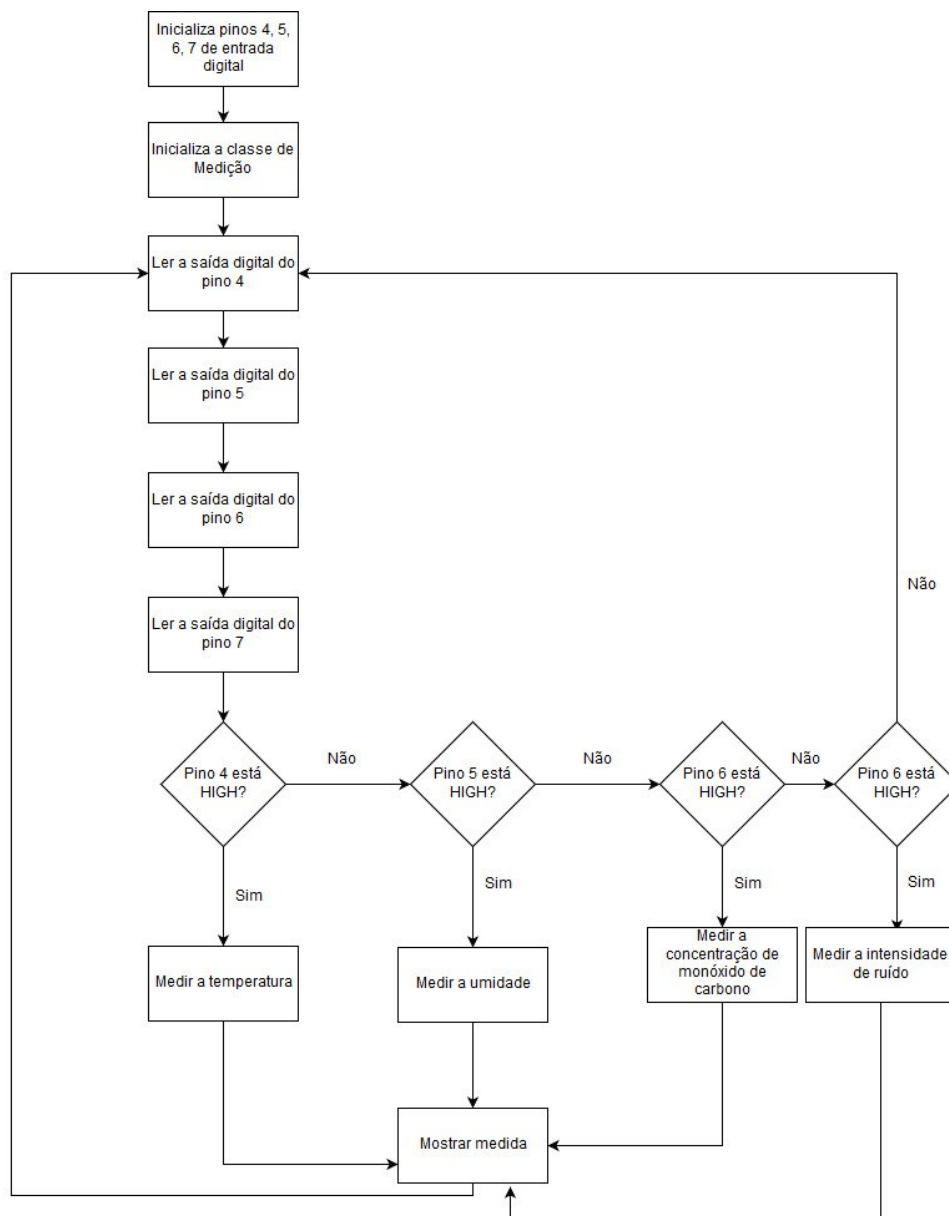 Inicializa pinos 4, 5,
6, 7 de entrada
digital
Inicializa a classe de
Medição
Ler a saída digital do
pino 4
Ler a saída digital do
pino 5
Ler a saída digital do
pino 6
Ler a saída digital do
pino 7
Não
Pino 4 está
HIGH?
Não
Pino 5 está
HIGH?
Não
Pino 6 está
HIGH?
Não
Pino 6 está
HIGH?
Sim
Sim
Sim
Sim
Medir a temperatura
Medir a umidade
Medir a
concentração de
monóxido de
carbono
Medir a intensidade
de ruído
Mostrar medida